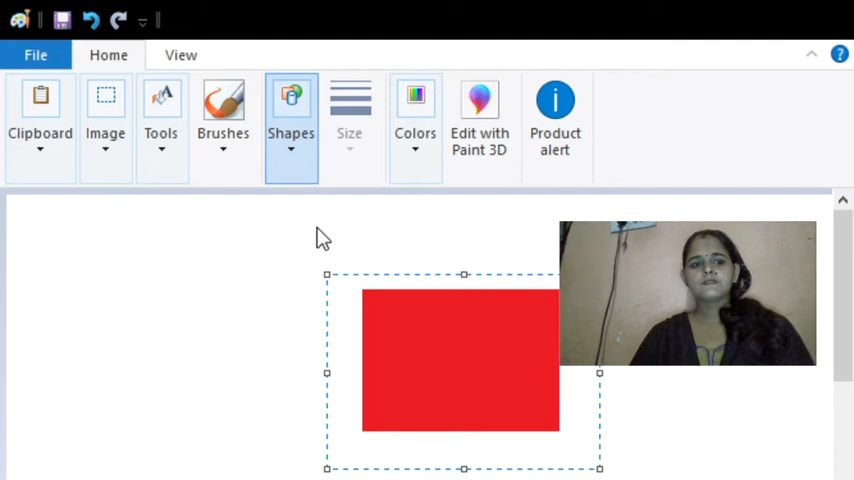 File
Home
View
Clipboard
Image
Tools
Brushes
Shapes
Size
Colors
Edit with
Paint 3D
Product
alert